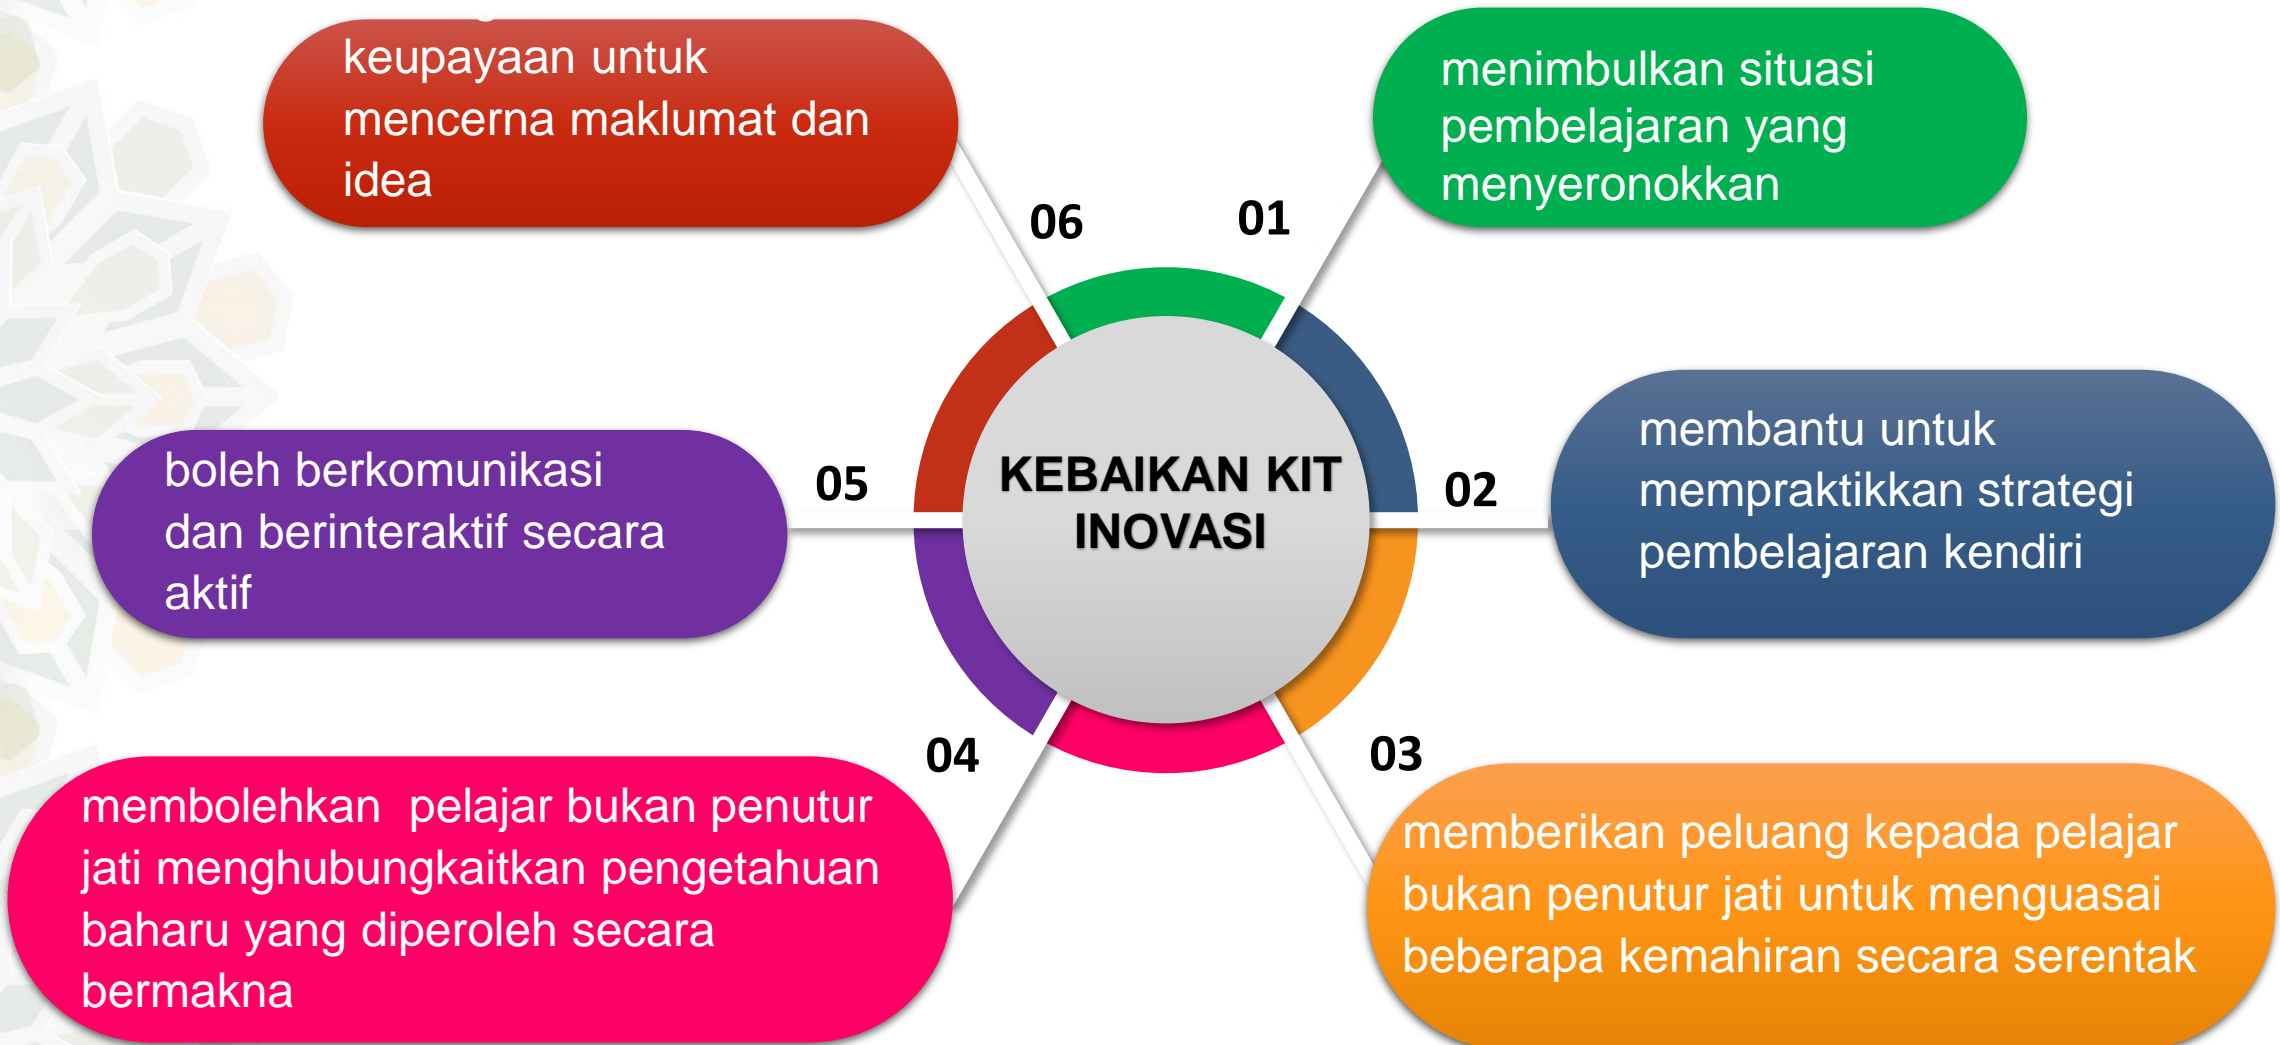 keupayaan untuk
mencerna maklumat dan
idea
06
01
menimbulkan situasi
pembelajaran yang
menyeronokkan
KEBAIKAN KIT
INOVASI
02
membantu untuk
mempraktikkan strategi
pembelajaran kendiri
05
boleh berkomunikasi
dan berinteraktif secara
aktif
04
membolehkan  pelajar bukan penutur
jati menghubungkaitkan pengetahuan
baharu yang diperoleh secara
bermakna
03
memberikan peluang kepada pelajar
bukan penutur jati untuk menguasai
beberapa kemahiran secara serentak